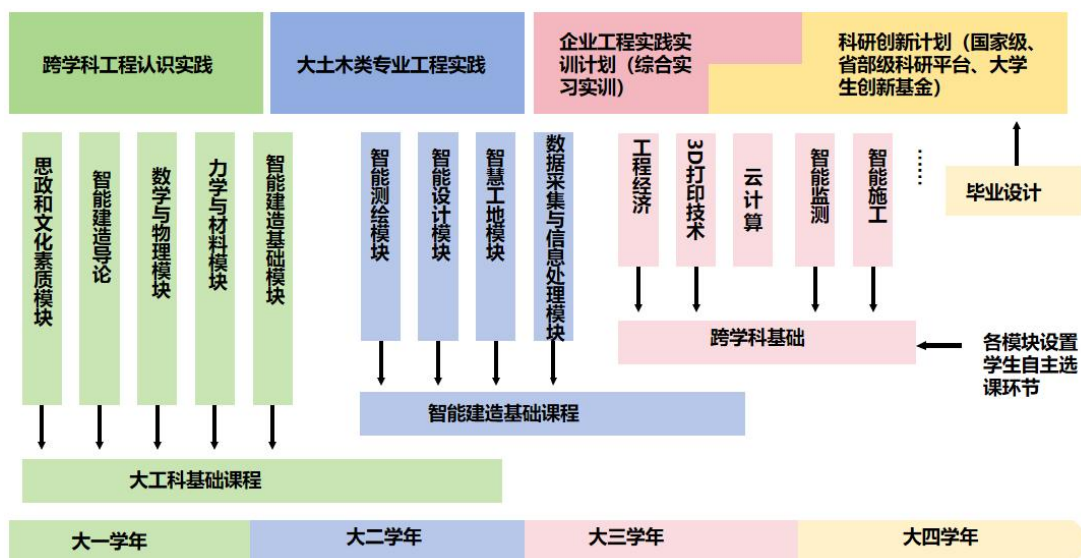 跨学科工程认识实践
大土木类专业工程实践
企业工程实践实
训计划（综合实
习实训）
科研创新计划（国家级、
省部级科研平台、大学
生创新基金）
思政和文化素质模块
智能建造导论
数学与物理模块
力学与材料模块
智能建造基础模块
智能测绘模块
智能设计模块
智慧工地模块
数据采集与信息处理模块
工程经济
3D打印技术
云计算
智能监测
智能施工
……
毕业设计
跨学科基础
各模块设置
学生自主选
课环节
智能建造基础课程
大工科基础课程
大一学年
大二学年
大三学年
大四学年